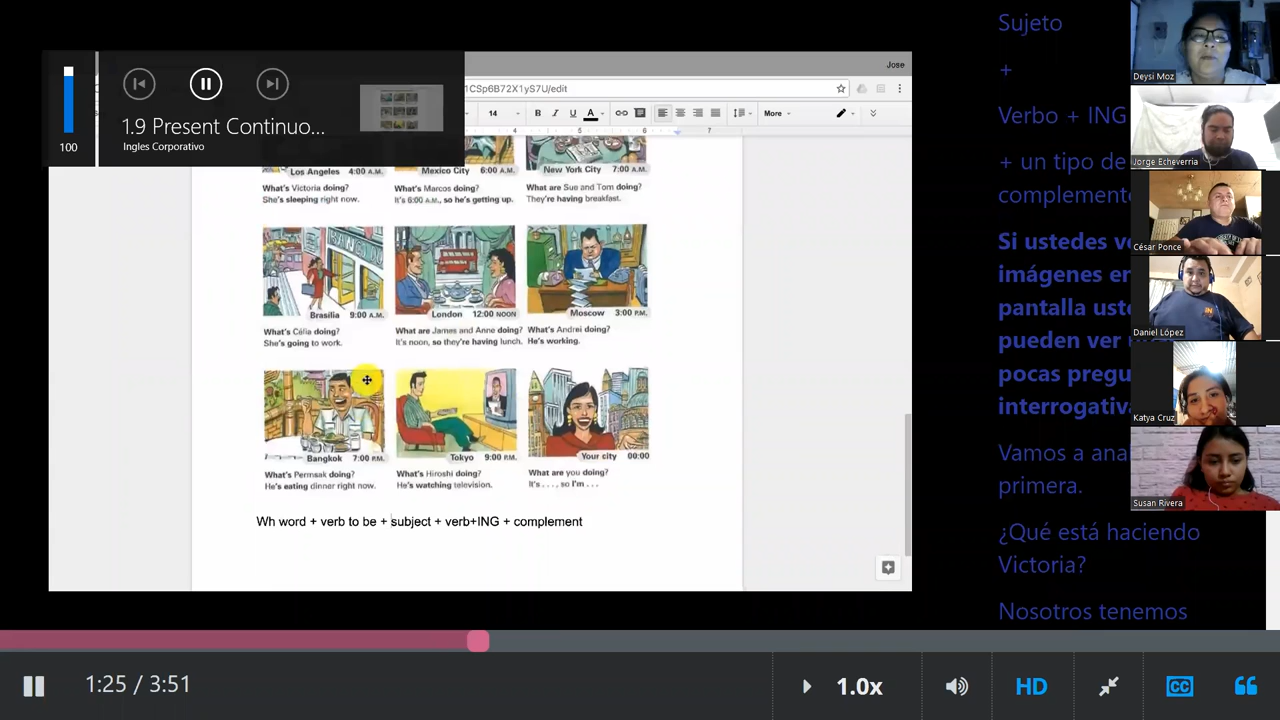 Jose
1CSp6B72X1yS7U/edit
14
B I U A
More
4 5 6 7
100
1.9 Present Continuo...
Ingles Corporativo
Los Angeles 4:00 A.M.
What's Victoria doing?
She's sleeping right now.
Mexico City 6:00 A.M.
What's Marcos doing?
It's 6:00 A.M., so he's getting up.
New York City 7:00 A.M.
What are Sue and Tom doing?
They're having breakfast.
Brasilia 9:00 A.M.
What's Célia doing?
She's going to work.
London 12:00 NOON
What are James and Anne doing?
It's noon, so they're having lunch.
Moscow 3:00 P.M.
What's Andrei doing?
He's working.
Bangkok 7:00 P.M.
What's Permsak doing?
He's eating dinner right now.
Tokyo 9:00 P.M.
What's Hiroshi doing?
He's watching television.
Your city 00:00
What are you doing?
It's . . . , so I'm . . .
Wh word + verb to be + subject + verb+ING + complement
Sujeto
+
Verbo + ING
+ un tipo de
complemento
Si ustedes ve
imágenes en
pantalla uste
pueden ver
pocas pregu
interrogativa
Vamos a ana
primera.
¿Qué está haciendo
Victoria?
Nosotros tenemos
Deysi Moz
Jorge Echeverria
César Ponce
Daniel López
Katya Cruz
Susan Rivera
1:25 / 3:51
1.0x
HD
CC